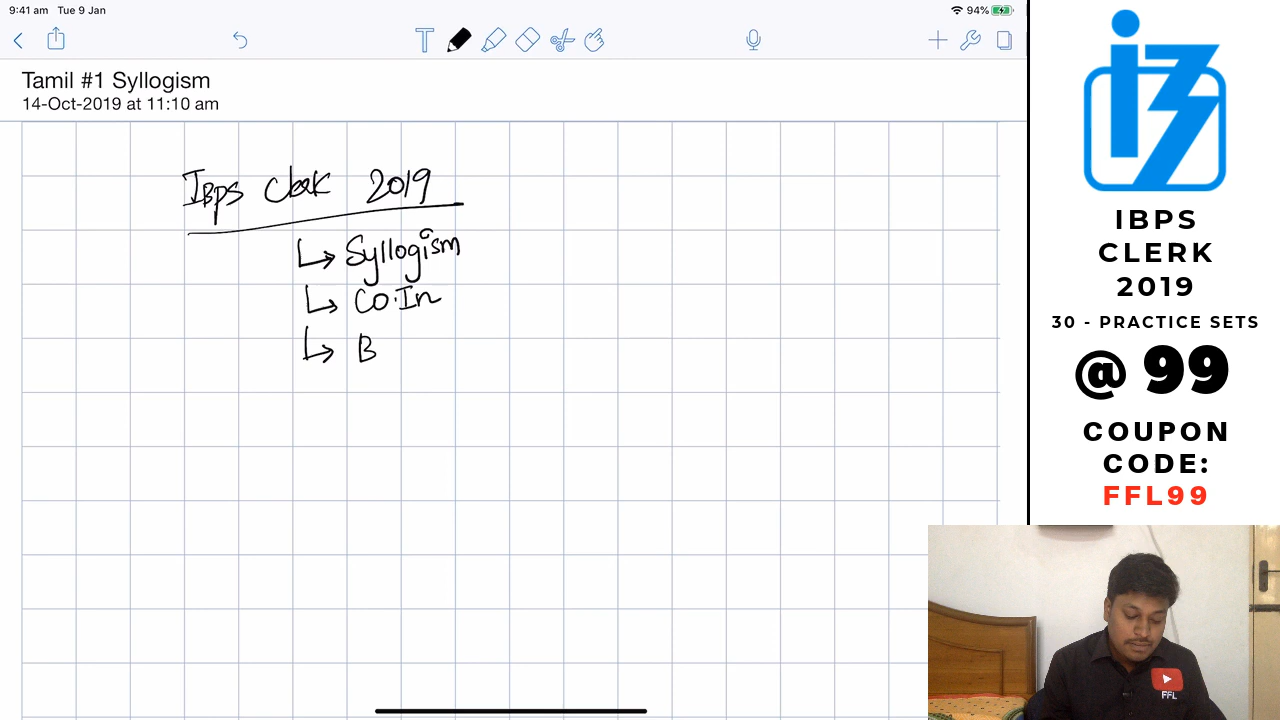 9:41 am Tue 9 Jan
94%
T
Tamil #1 Syllogism
14-Oct-2019 at 11:10 am
IBps Clerk 2019
Syllogism
Co.In
B
IBPS
CLERK
2019
30 - PRACTICE SETS
@ 99
COUPON
CODE:
FFL99
FFL